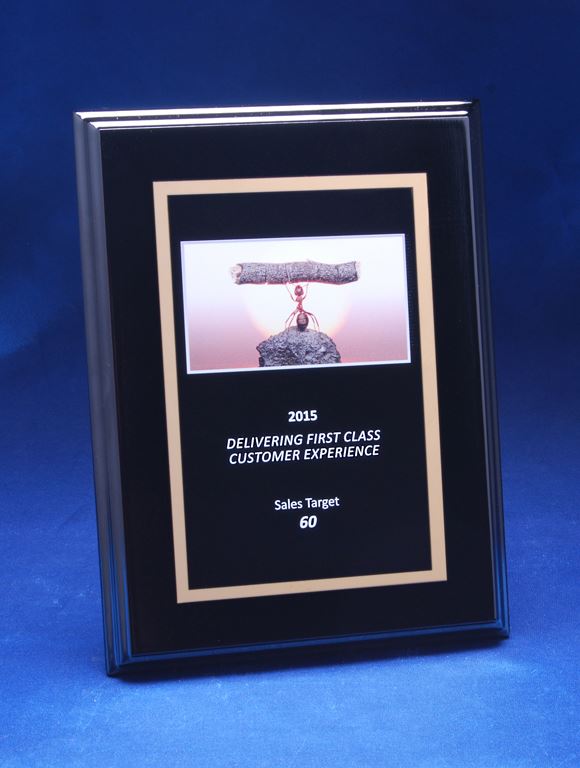 2015
DELIVERING FIRST CLASS
CUSTOMER EXPERIENCE
Sales Target
60